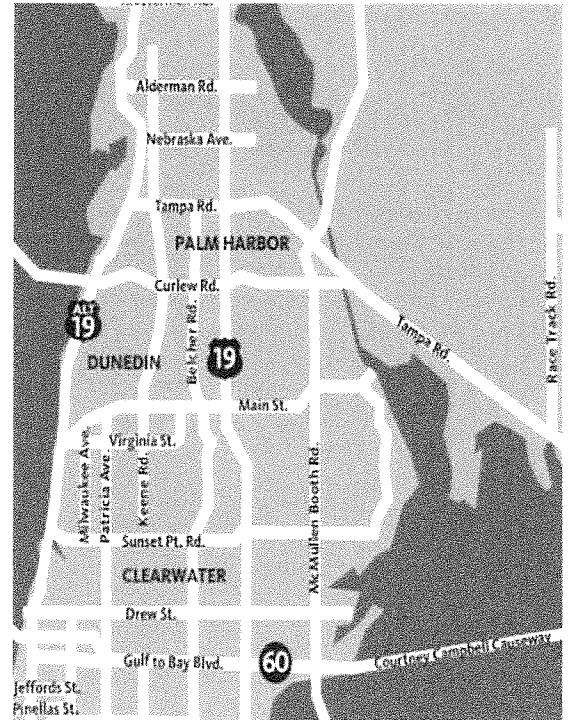 Alderman Rd.
Nebraska Ave.
Tampa Rd.
PALM HARBOR
Curlew Rd.
Race Track Rd.
ALT
19
Belcher Rd.
Tampa Rd.
DUNEDIN
19
Main St.
Milwaukee Ave.
Patricia Ave.
Virginia St.
Keene Rd.
McMullen Booth Rd.
Sunset Pt. Rd.
CLEARWATER
Drew St.
Gulf to Bay Blvd.
60
Courtney Campbell Causeway
Jeffords St.
Pinellas St.